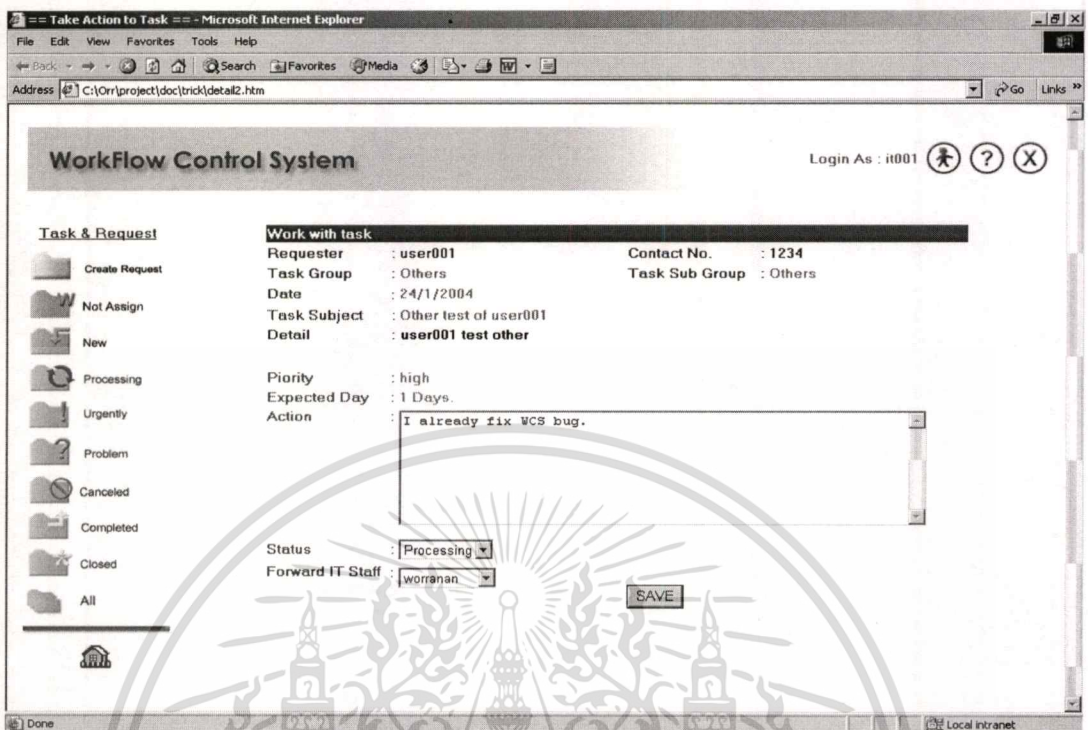 == Take Action to Task == - Microsoft Internet Explorer
File Edit View Favorites Tools Help
Back Search Favorites Media
Address C:\Orr\project\doc\trick\detail2.htm Go Links »
WorkFlow Control System
Login As : it001
Task & Request
Create Request
Not Assign
New
Processing
Urgently
Problem
Canceled
Completed
Closed
All
Work with task
Requester : user001 Contact No. : 1234
Task Group : Others Task Sub Group : Others
Date : 24/1/2004
Task Subject : Other test of user001
Detail : user001 test other
Piority : high
Expected Day : 1 Days.
Action : I already fix WCS bug.
Status : Processing
Forward IT Staff : worranan
SAVE
Done Local intranet